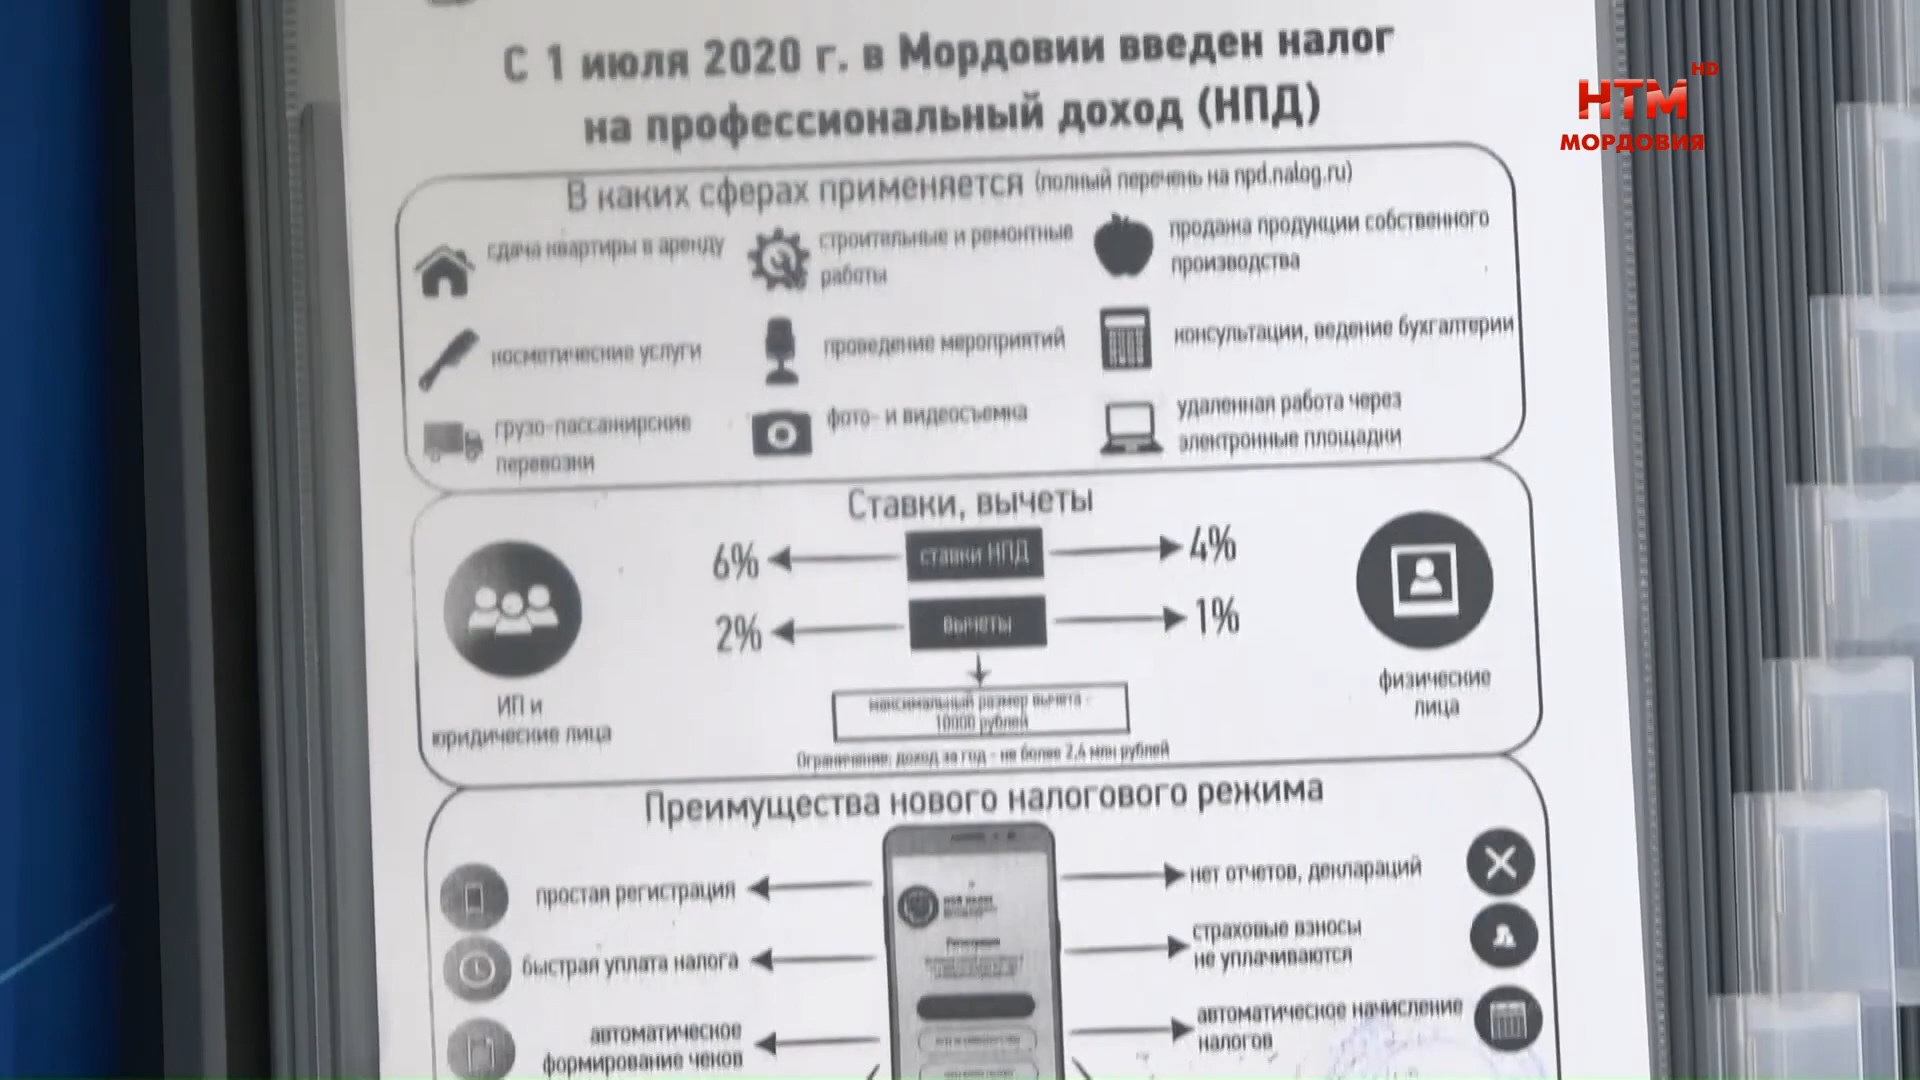 С 1 июля 2020 г. в Мордовии введен налог
на профессиональный доход (НПД)
HD
НТМ
МОРДОВИЯ
В каких сферах применяется (полный перечень на npd.nalog.ru)
сдача квартиры в аренду
строительные и ремонтные
работы
продажа продукции собственного
производства
косметические услуги
проведение мероприятий
консультации, ведение бухгалтерии
грузо-пассажирские
перевозки
фото- и видеосъемка
удаленная работа через
электронные площадки
Ставки, вычеты
6%
ставки НПД
4%
2%
вычеты
1%
ИП и
юридические лица
максимальный размер вычета -
10000 рублей
Ограничение: доход за год - не более 2,4 млн рублей
физические
лица
Преимущества нового налогового режима
простая регистрация
нет отчетов, деклараций
быстрая уплата налога
страховые взносы
не уплачиваются
автоматическое
формирование чеков
автоматическое начисление
налогов